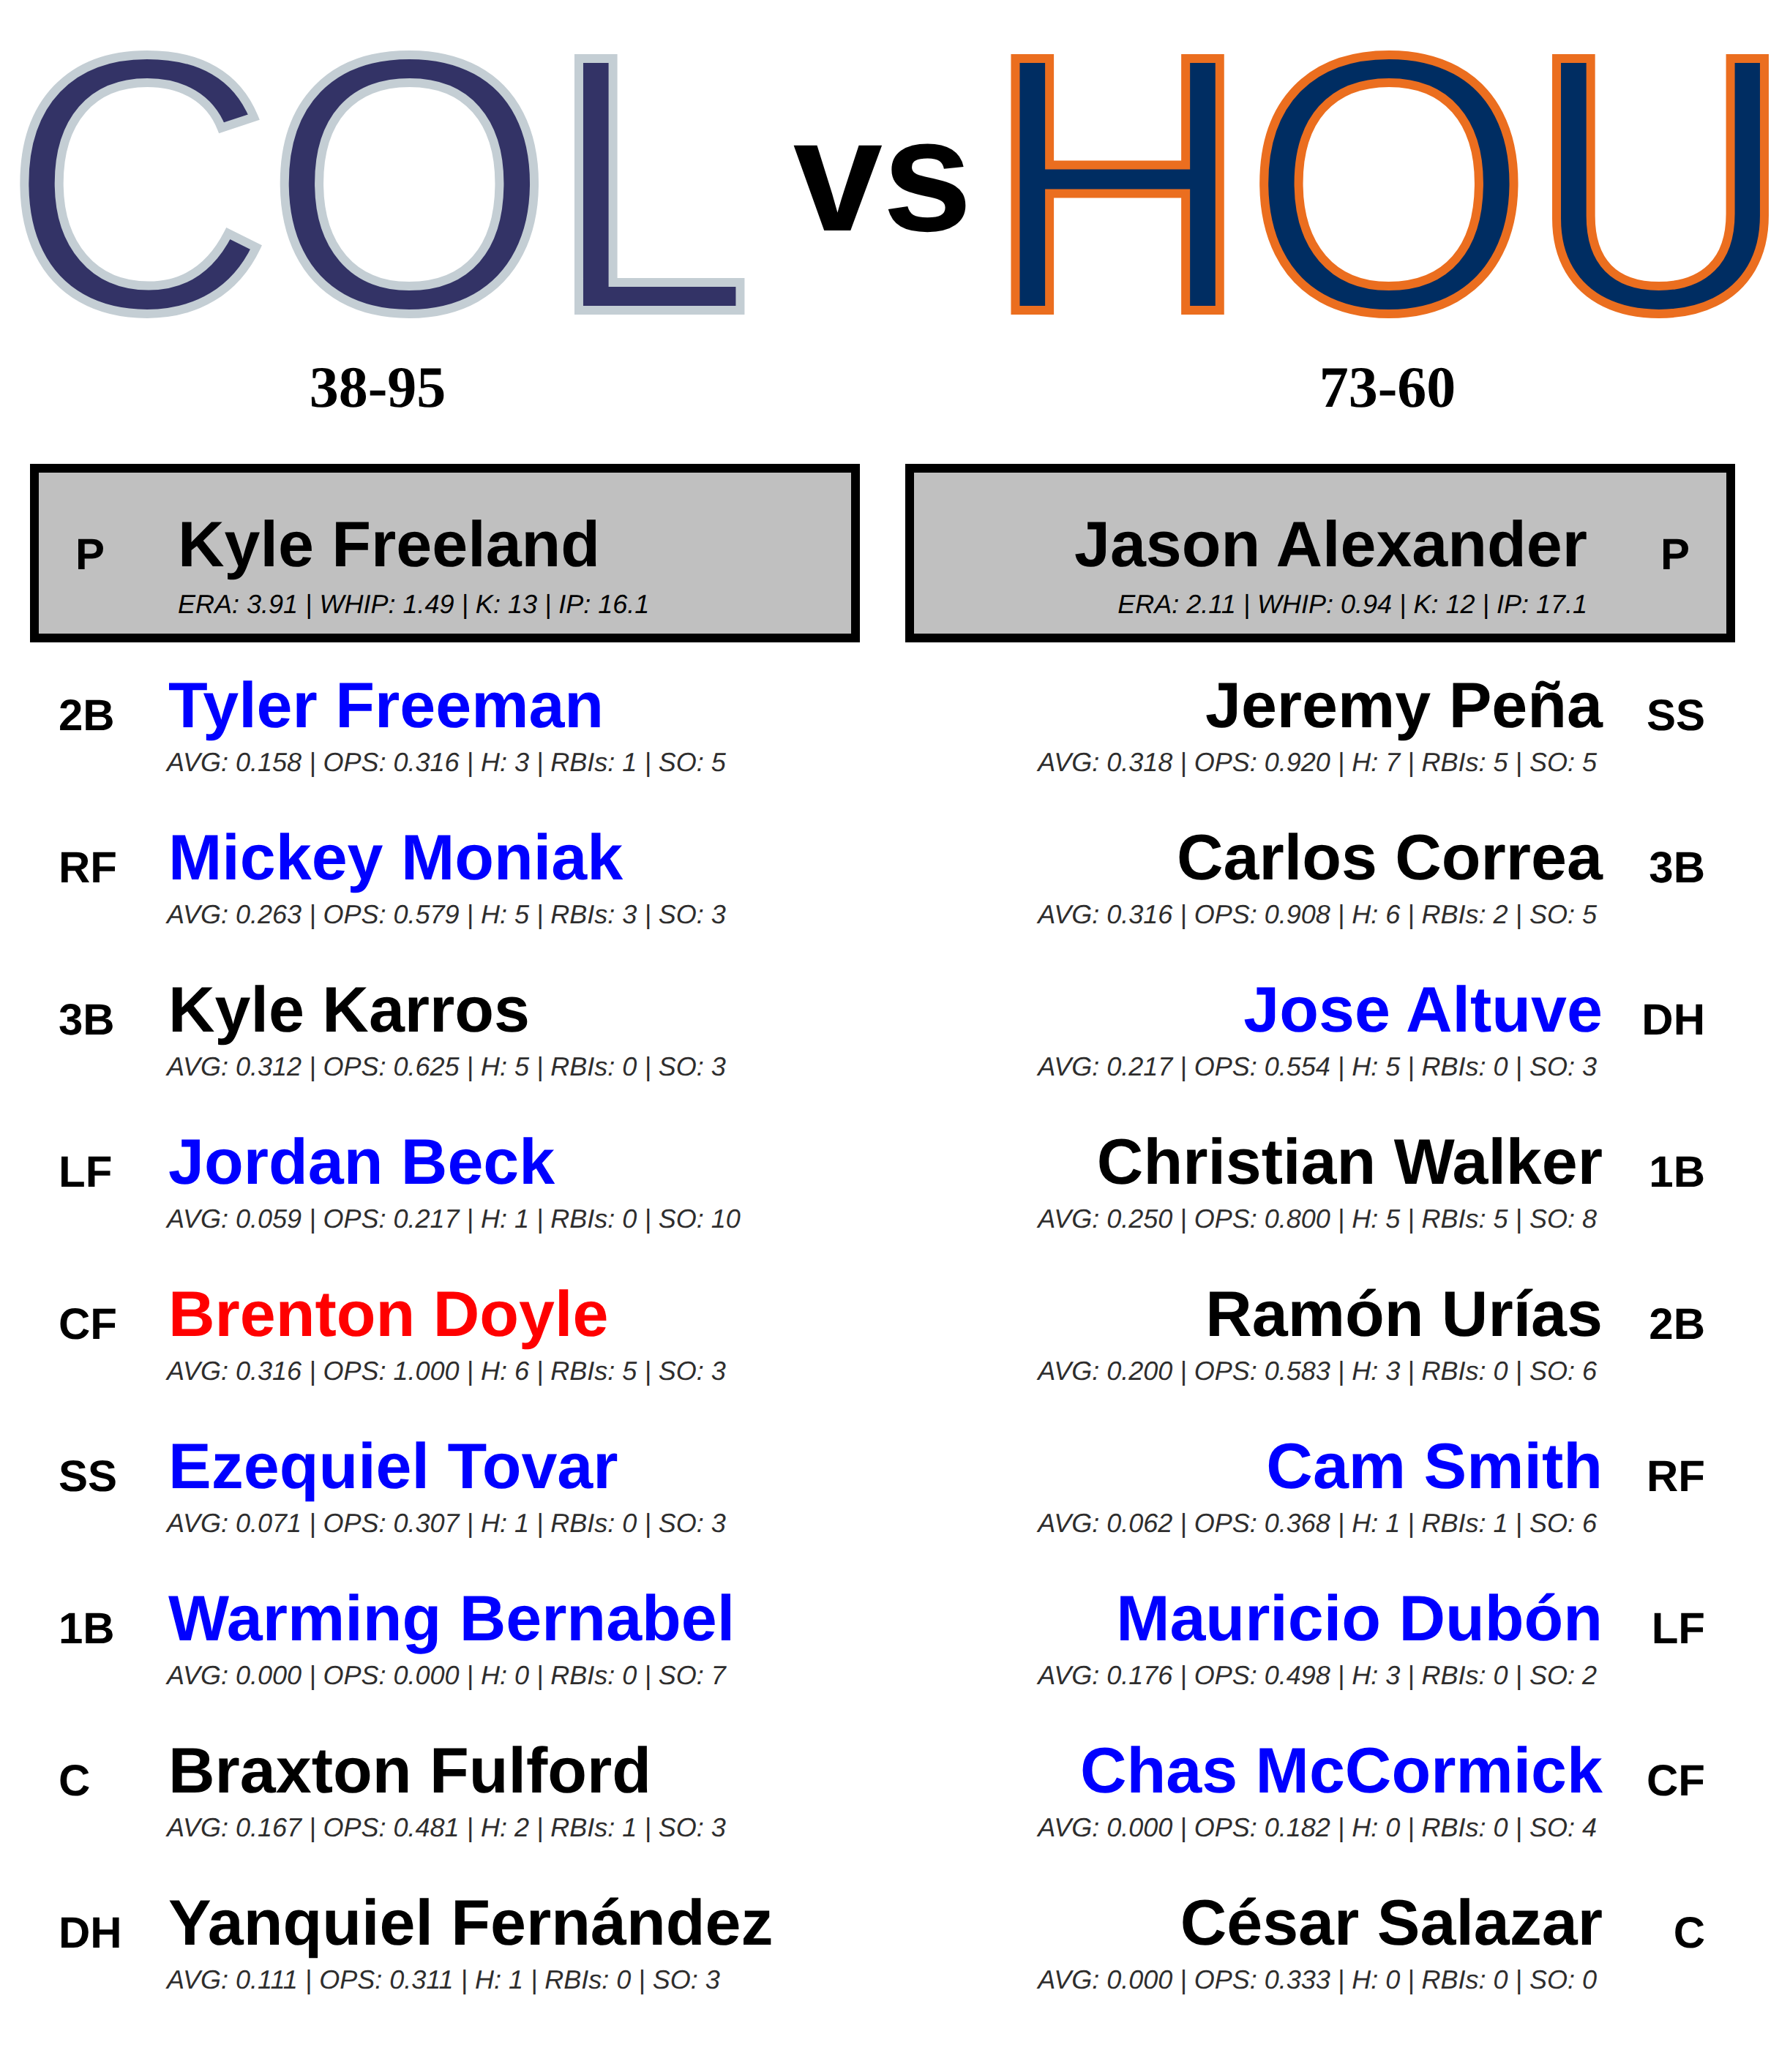 COL vs HOU
38-95 73-60
P Kyle Freeland
ERA: 3.91 | WHIP: 1.49 | K: 13 | IP: 16.1
Jason Alexander P
ERA: 2.11 | WHIP: 0.94 | K: 12 | IP: 17.1
2B Tyler Freeman
AVG: 0.158 | OPS: 0.316 | H: 3 | RBIs: 1 | SO: 5
RF Mickey Moniak
AVG: 0.263 | OPS: 0.579 | H: 5 | RBIs: 3 | SO: 3
3B Kyle Karros
AVG: 0.312 | OPS: 0.625 | H: 5 | RBIs: 0 | SO: 3
LF Jordan Beck
AVG: 0.059 | OPS: 0.217 | H: 1 | RBIs: 0 | SO: 10
CF Brenton Doyle
AVG: 0.316 | OPS: 1.000 | H: 6 | RBIs: 5 | SO: 3
SS Ezequiel Tovar
AVG: 0.071 | OPS: 0.307 | H: 1 | RBIs: 0 | SO: 3
1B Warming Bernabel
AVG: 0.000 | OPS: 0.000 | H: 0 | RBIs: 0 | SO: 7
C Braxton Fulford
AVG: 0.167 | OPS: 0.481 | H: 2 | RBIs: 1 | SO: 3
DH Yanquiel Fernández
AVG: 0.111 | OPS: 0.311 | H: 1 | RBIs: 0 | SO: 3
Jeremy Peña SS
AVG: 0.318 | OPS: 0.920 | H: 7 | RBIs: 5 | SO: 5
Carlos Correa 3B
AVG: 0.316 | OPS: 0.908 | H: 6 | RBIs: 2 | SO: 5
Jose Altuve DH
AVG: 0.217 | OPS: 0.554 | H: 5 | RBIs: 0 | SO: 3
Christian Walker 1B
AVG: 0.250 | OPS: 0.800 | H: 5 | RBIs: 5 | SO: 8
Ramón Urías 2B
AVG: 0.200 | OPS: 0.583 | H: 3 | RBIs: 0 | SO: 6
Cam Smith RF
AVG: 0.062 | OPS: 0.368 | H: 1 | RBIs: 1 | SO: 6
Mauricio Dubón LF
AVG: 0.176 | OPS: 0.498 | H: 3 | RBIs: 0 | SO: 2
Chas McCormick CF
AVG: 0.000 | OPS: 0.182 | H: 0 | RBIs: 0 | SO: 4
César Salazar C
AVG: 0.000 | OPS: 0.333 | H: 0 | RBIs: 0 | SO: 0